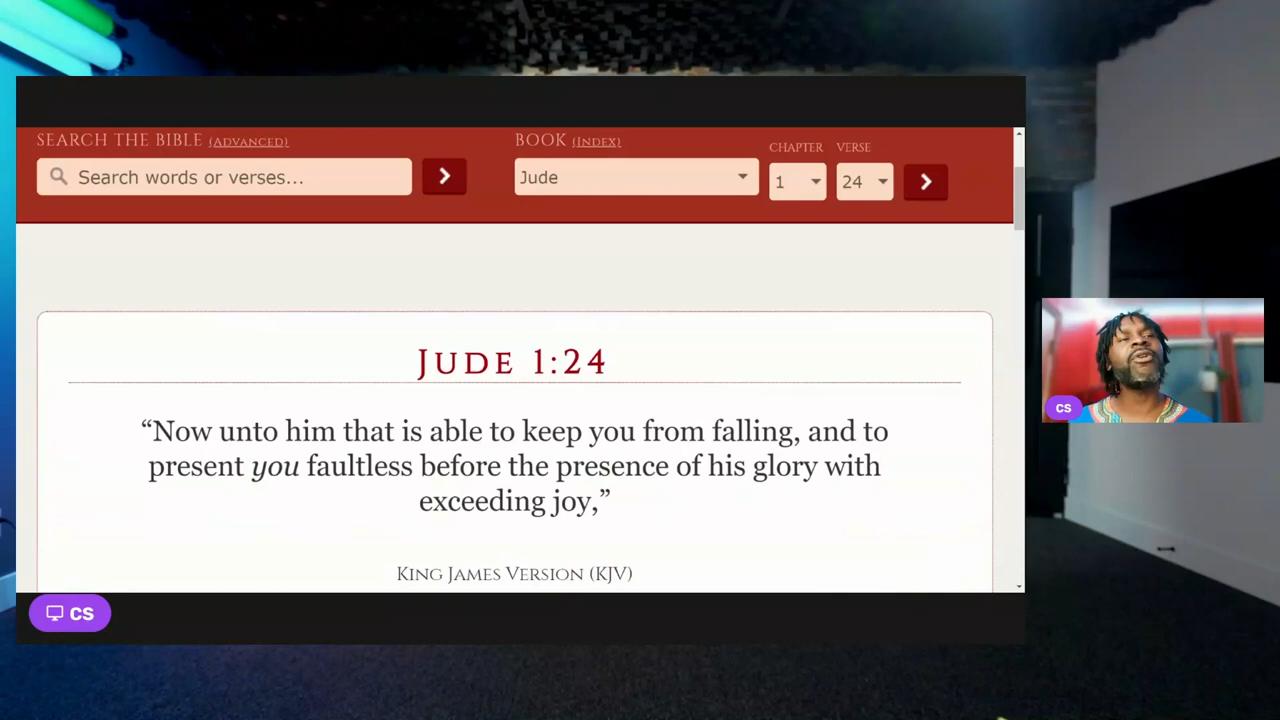 SEARCH THE BIBLE (ADVANCED)
Search words or verses...
BOOK (INDEX)
Jude
CHAPTER
1
VERSE
24
JUDE 1:24
“Now unto him that is able to keep you from falling, and to
present you faultless before the presence of his glory with
exceeding joy,”
KING JAMES VERSION (KJV)
CS
CS